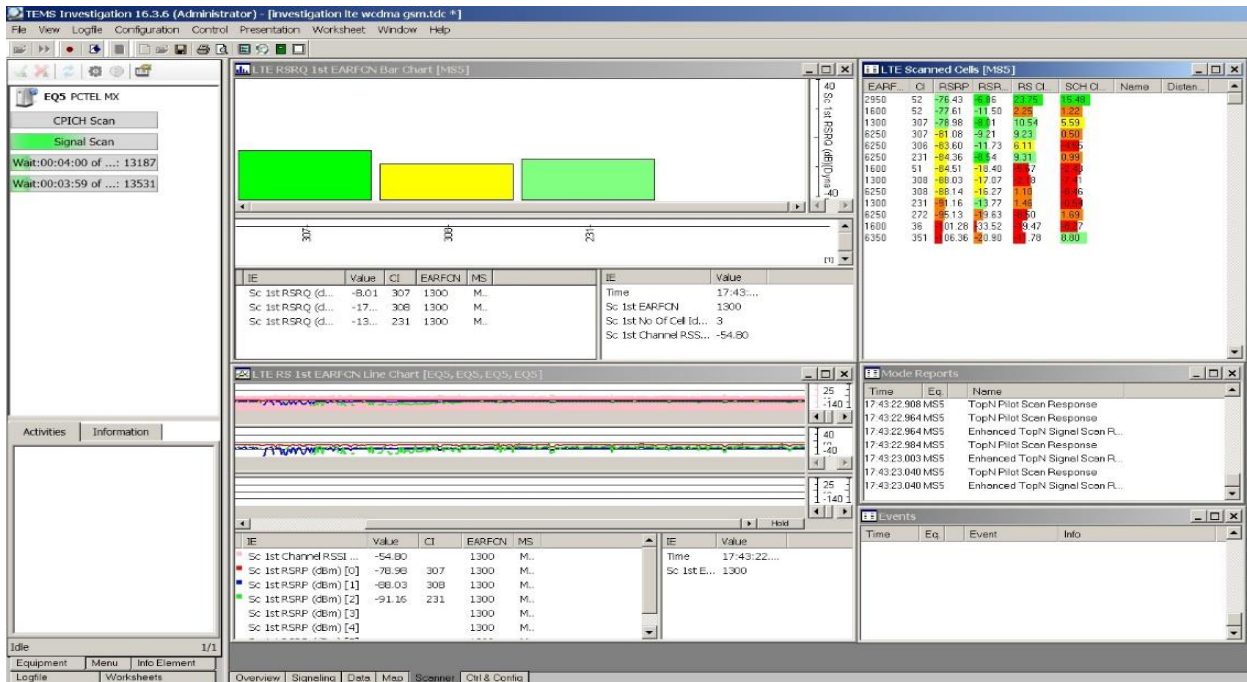 TEMS Investigation 16.3.6 (Administrator) - [investigation lte wcdma gsm.tdc *]
File View Logfile Configuration Control Presentation Worksheet Window Help
EQ5 PCTEL MX
CPICH Scan
Signal Scan
Wait:00:04:00 of ...: 13187
Wait:00:03:59 of ...: 13531
Activities Information
Idle 1/1
Equipment Menu Info Element
Logfile Worksheets
LTE RSRQ 1st EARFCN Bar Chart [MS5]
40
Sc 1st RSRQ (dB)(Dyna
-40
307-
308-
231-
[1]
IE Value CI EARFCN MS
Sc 1st RSRQ (d... -8.01 307 1300 M..
Sc 1st RSRQ (d... -17... 308 1300 M..
Sc 1st RSRQ (d... -13... 231 1300 M..
IE Value
Time 17:43:...
Sc 1st EARFCN 1300
Sc 1st No Of Cell Id... 3
Sc 1st Channel RSS... -54.80
LTE RS 1st EARFCN Line Chart [EQ5, EQ5, EQ5, EQ5]
25
-140
40
-40
25
-140
Hold
IE Value CI EARFCN MS
Sc 1st Channel RSSI ... -54.80 1300 M..
Sc 1st RSRP (dBm) [0] -78.98 307 1300 M..
Sc 1st RSRP (dBm) [1] -88.03 308 1300 M..
Sc 1st RSRP (dBm) [2] -91.16 231 1300 M..
Sc 1st RSRP (dBm) [3] 1300 M..
Sc 1st RSRP (dBm) [4] 1300 M..
IE Value
Time 17:43:22....
Sc 1st E... 1300
Overview Signaling Data Map Scanner Ctrl & Config
LTE Scanned Cells [MS5]
EARF... CI RSRP RSR... RS CI... SCH CI... Name Distan...
2950 52 -76.43 -6.06 23.75 15.48
1600 52 -77.61 -11.50 2.25 1.22
1300 307 -78.98 -8.01 10.54 5.59
6250 307 -81.08 -9.21 9.23 0.50
6250 306 -83.60 -11.73 6.11
6250 231 -84.36 -8.54 9.31 0.99
1600 51 -84.51 -18.40
1300 308 -88.03 -17.07
6250 308 -88.14 -16.27 1.10
1300 231 -91.16 -13.77 1.46
6250 272 -95.13 -19.63 1.69
1600 36 -101.28 -33.52
6350 351 -106.36 -20.90 8.80
Mode Reports
Time Eq. Name
17:43:22.908 MS5 TopN Pilot Scan Response
17:43:22.964 MS5 TopN Pilot Scan Response
17:43:22.964 MS5 Enhanced TopN Signal Scan R...
17:43:22.984 MS5 TopN Pilot Scan Response
17:43:23.003 MS5 Enhanced TopN Signal Scan R...
17:43:23.040 MS5 TopN Pilot Scan Response
17:43:23.040 MS5 Enhanced TopN Signal Scan R...
Events
Time Eq. Event Info